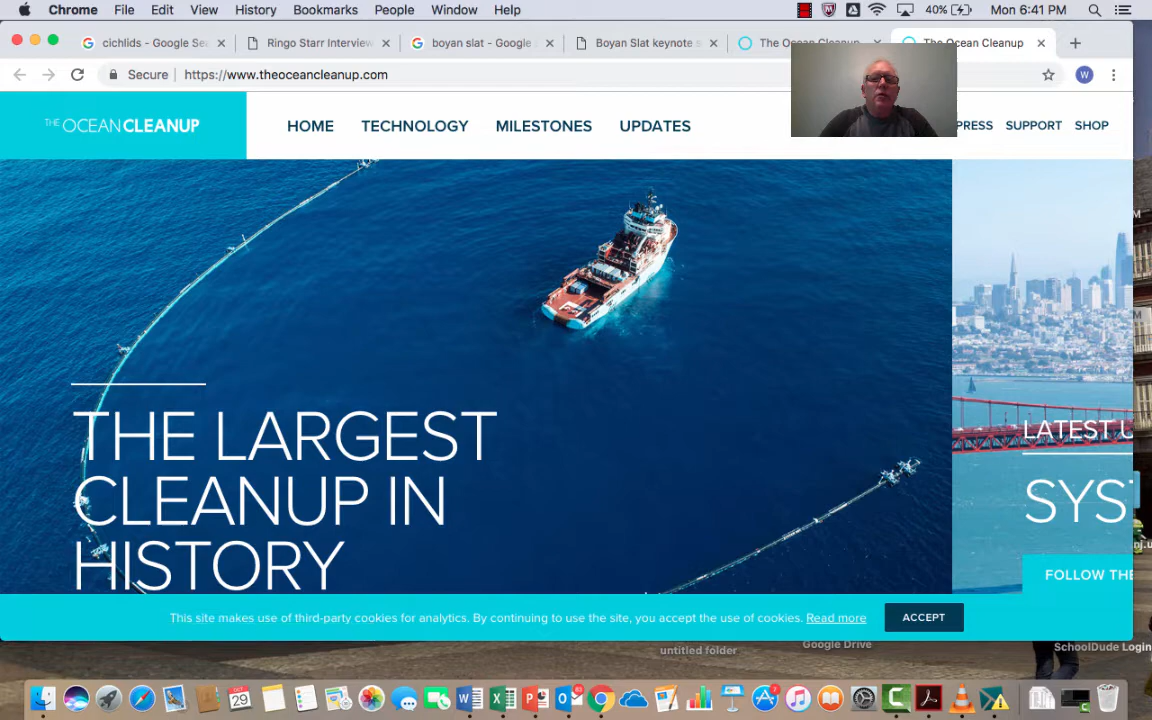 Chrome File Edit View History Bookmarks People Window Help 40% Mon 6:41 PM
cichlids - Google Se Ringo Starr Interview boyan slat - Google Boyan Slat keynote s The Ocean Cleanup The Ocean Cleanup
Secure https://www.theoceancleanup.com W
THE OCEAN CLEANUP HOME TECHNOLOGY MILESTONES UPDATES PRESS SUPPORT SHOP
THE LARGEST
CLEANUP IN
HISTORY
LATEST U
SYST
FOLLOW THE
This site makes use of third-party cookies for analytics. By continuing to use the site, you accept the use of cookies. Read more ACCEPT
untitled folder Google Drive SchoolDude Login
OCT
29